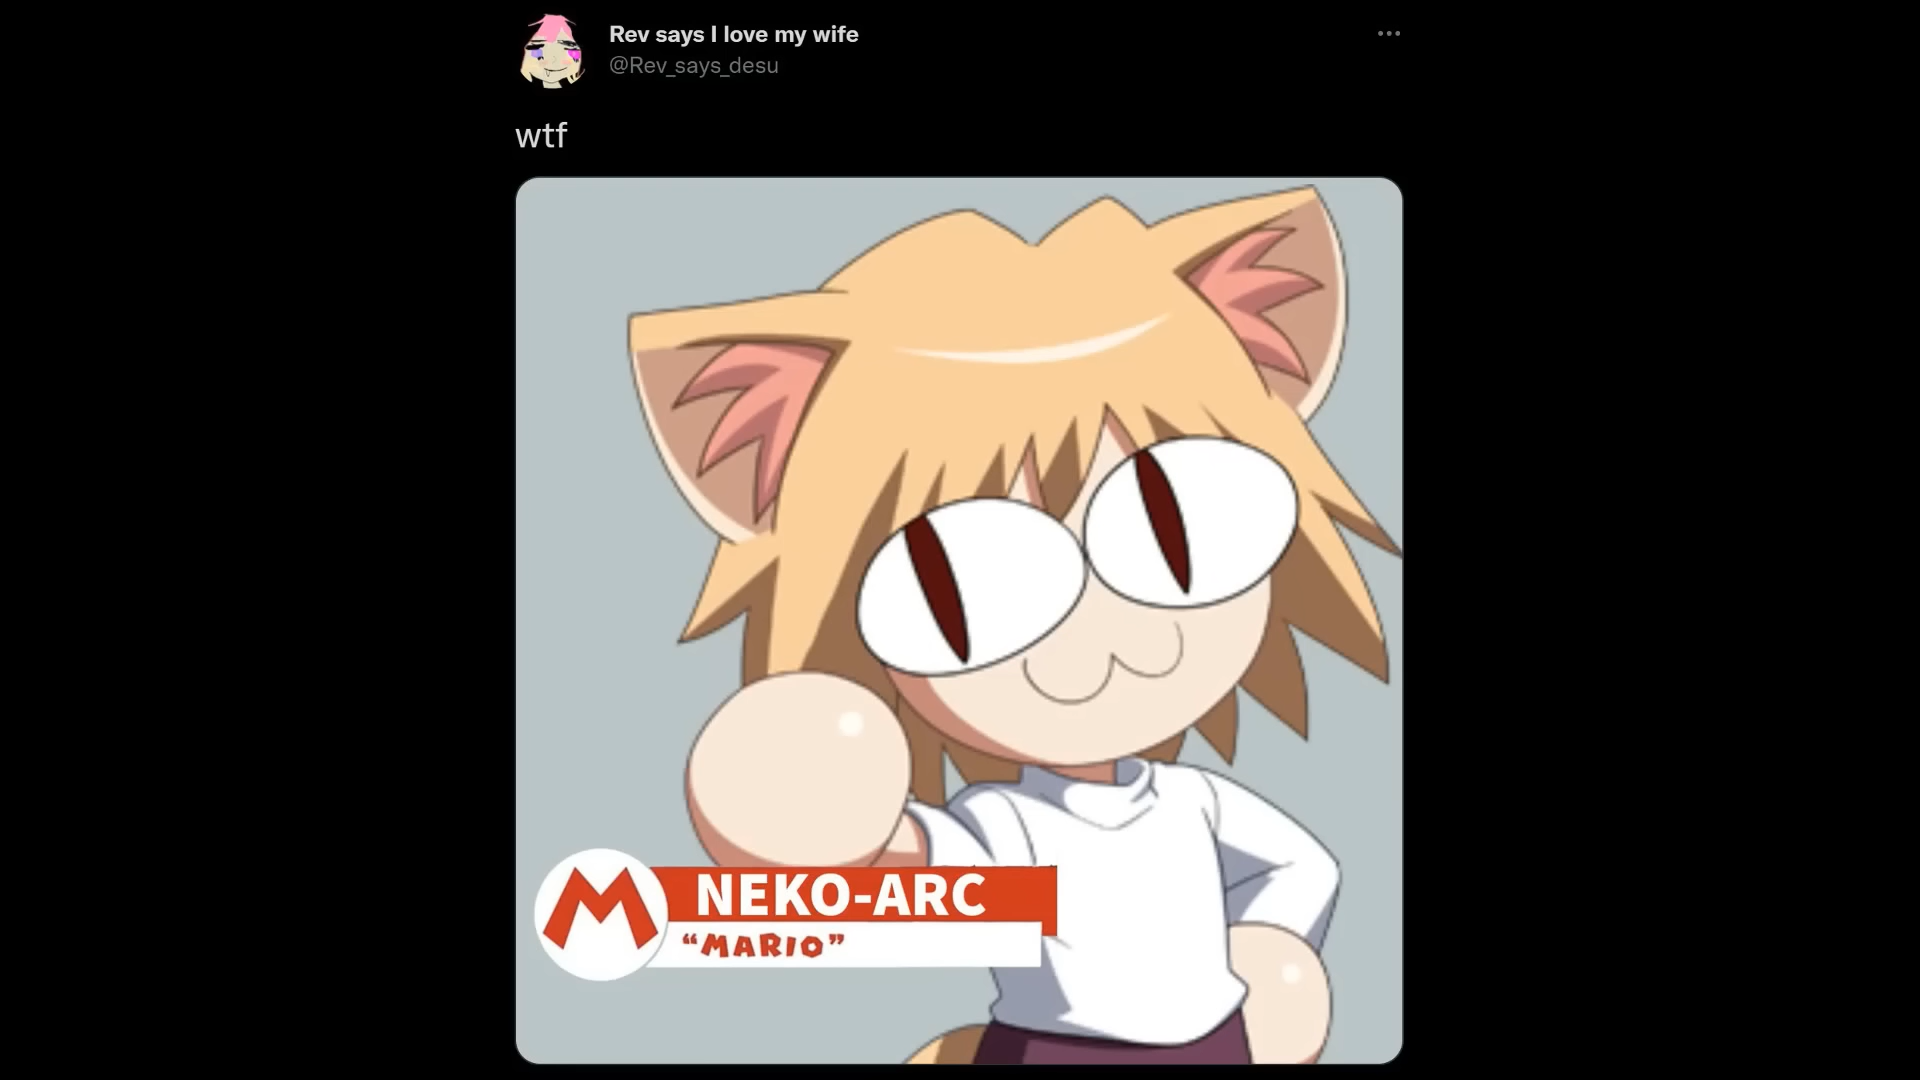 Rev says I love my wife
@Rev_says_desu
wtf
M
NEKO-ARC
“MARIO”